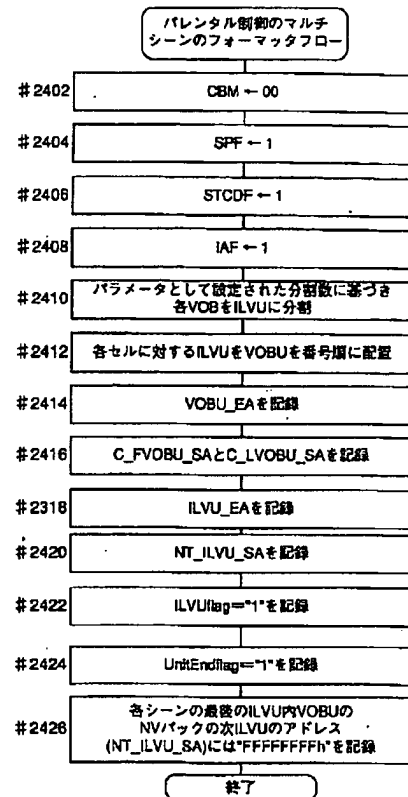 パレンタル制御のマルチ
シーンのフォーマッタフロー
#2402
CBM ← 00
#2404
SPF ← 1
#2406
STCDF ← 1
#2408
IAF ← 1
#2410
パラメータとして設定された分割数に基づき
各VOBをILVUに分割
#2412
各セルに対するILVUをVOBUを番号順に配置
#2414
VOBU_EAを記録
#2416
C_FVOBU_SAとC_LVOBU_SAを記録
#2318
ILVU_EAを記録
#2420
NT_ILVU_SAを記録
#2422
ILVUflag="1"を記録
#2424
UnitEndflag="1"を記録
#2426
各シーンの最後のILVU内VOBUの
NVパックの次ILVUのアドレス
(NT_ILVU_SA)には"FFFFFFFFh"を記録
終了